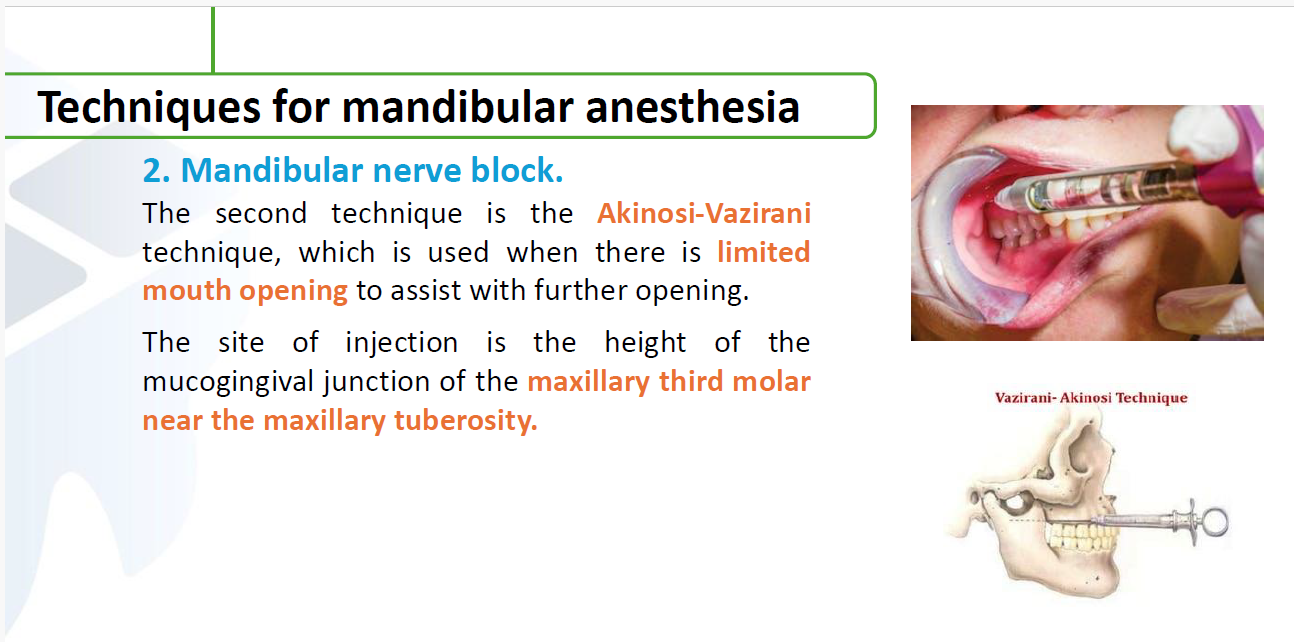 Techniques for mandibular anesthesia
2. Mandibular nerve block.
The second technique is the Akinosi-Vazirani
technique, which is used when there is limited
mouth opening to assist with further opening.
The site of injection is the height of the
mucogingival junction of the maxillary third molar
near the maxillary tuberosity.
Vazirani- Akinosi Technique